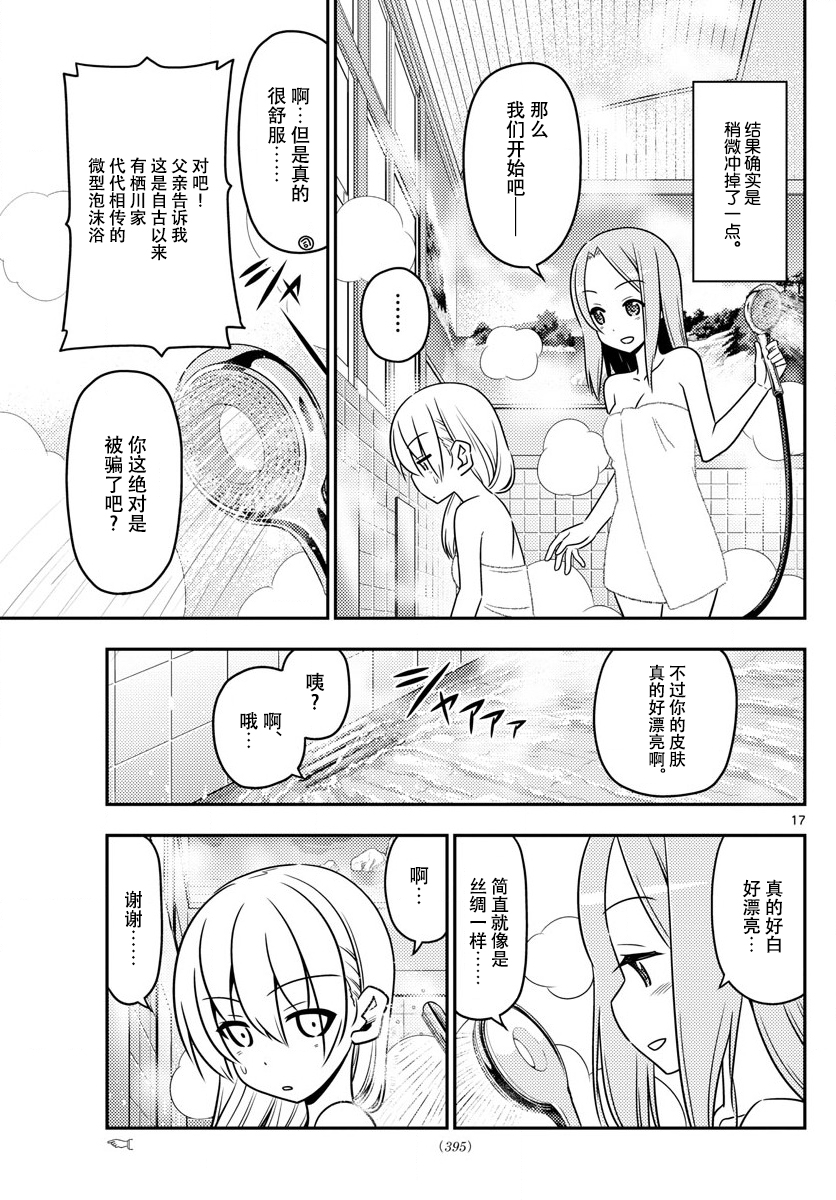 结果确实是
稍微冲掉了一点。
那么
我们开始吧——
……
啊…但是真的
很舒服……
对吧！
父亲告诉我
这是自古以来
有栖川家
代代相传的
微型泡沫浴
你这绝对是
被骗了吧？
不过你的皮肤
真的好漂亮啊。
シャアァァ
咦？
啊、
哦…
17
真的好白
好漂亮…
简直就像是
丝绸一样……
啊…
谢谢……
(395)